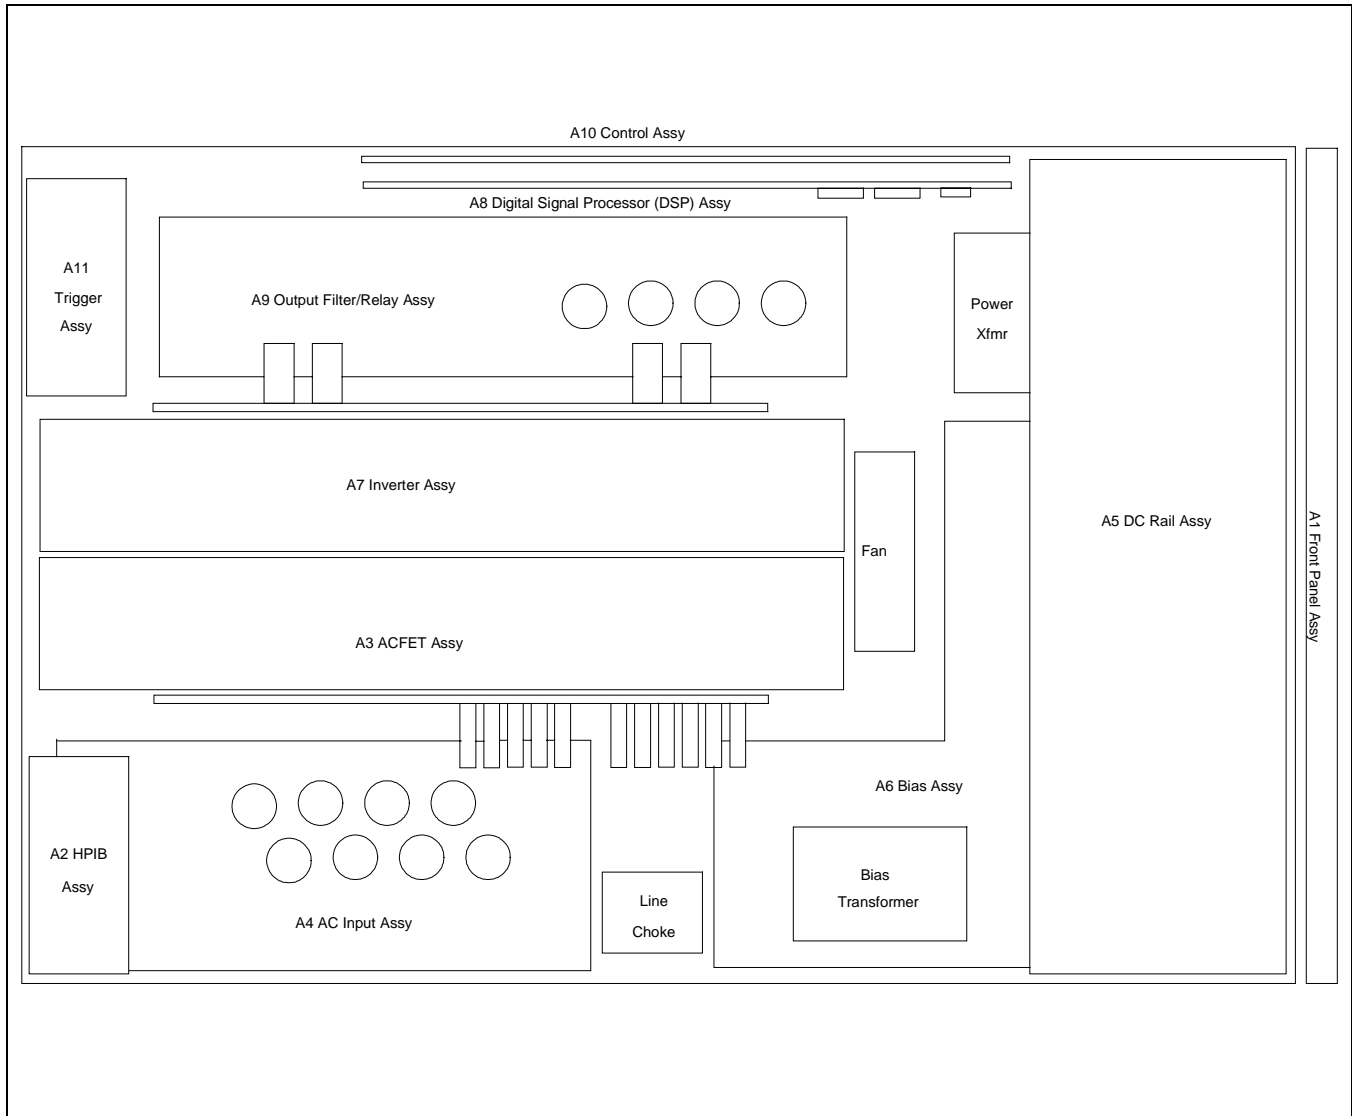 A10 Control Assy
A8 Digital Signal Processor (DSP) Assy
A11
Trigger
Assy
A9 Output Filter/Relay Assy
Power
Xfmr
A7 Inverter Assy
Fan
A5 DC Rail Assy
A1 Front Panel Assy
A3 ACFET Assy
A6 Bias Assy
A2 HPIB
Assy
A4 AC Input Assy
Line
Choke
Bias
Transformer